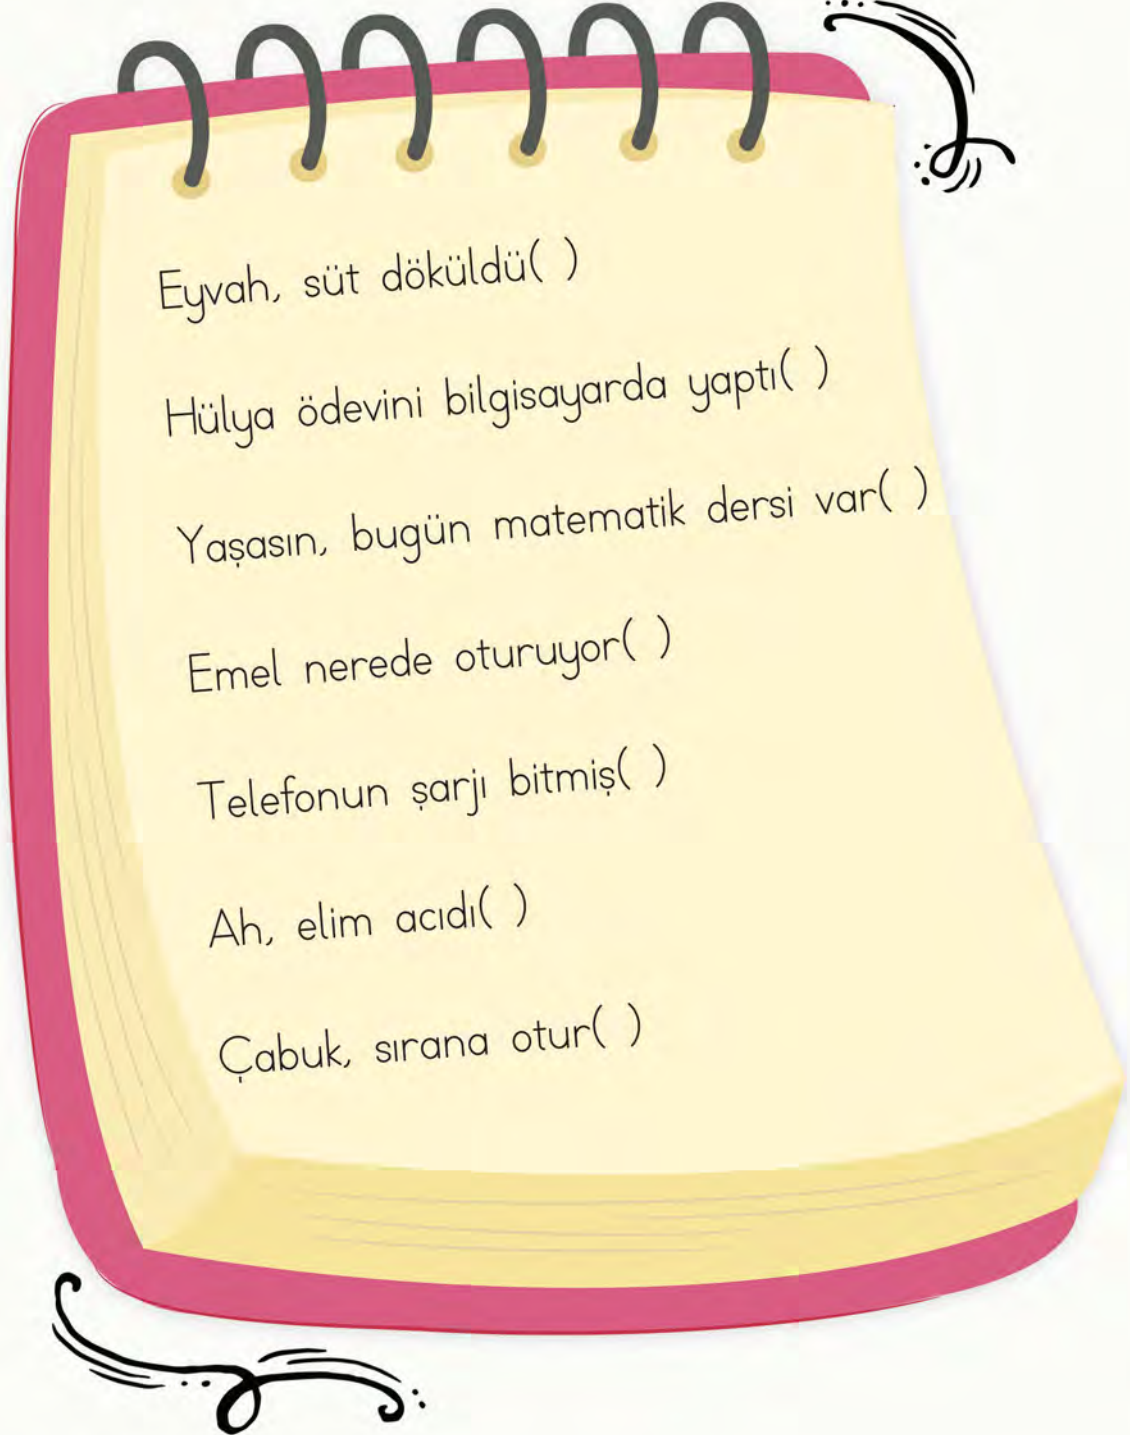 Eyvah, süt döküldü( )
Hülya ödevini bilgisayarda yaptı( )
Yaşasın, bugün matematik dersi var( )
Emel nerede oturuyor( )
Telefonun şarjı bitmiş( )
Ah, elim acıdı( )
Çabuk, sırana otur( )